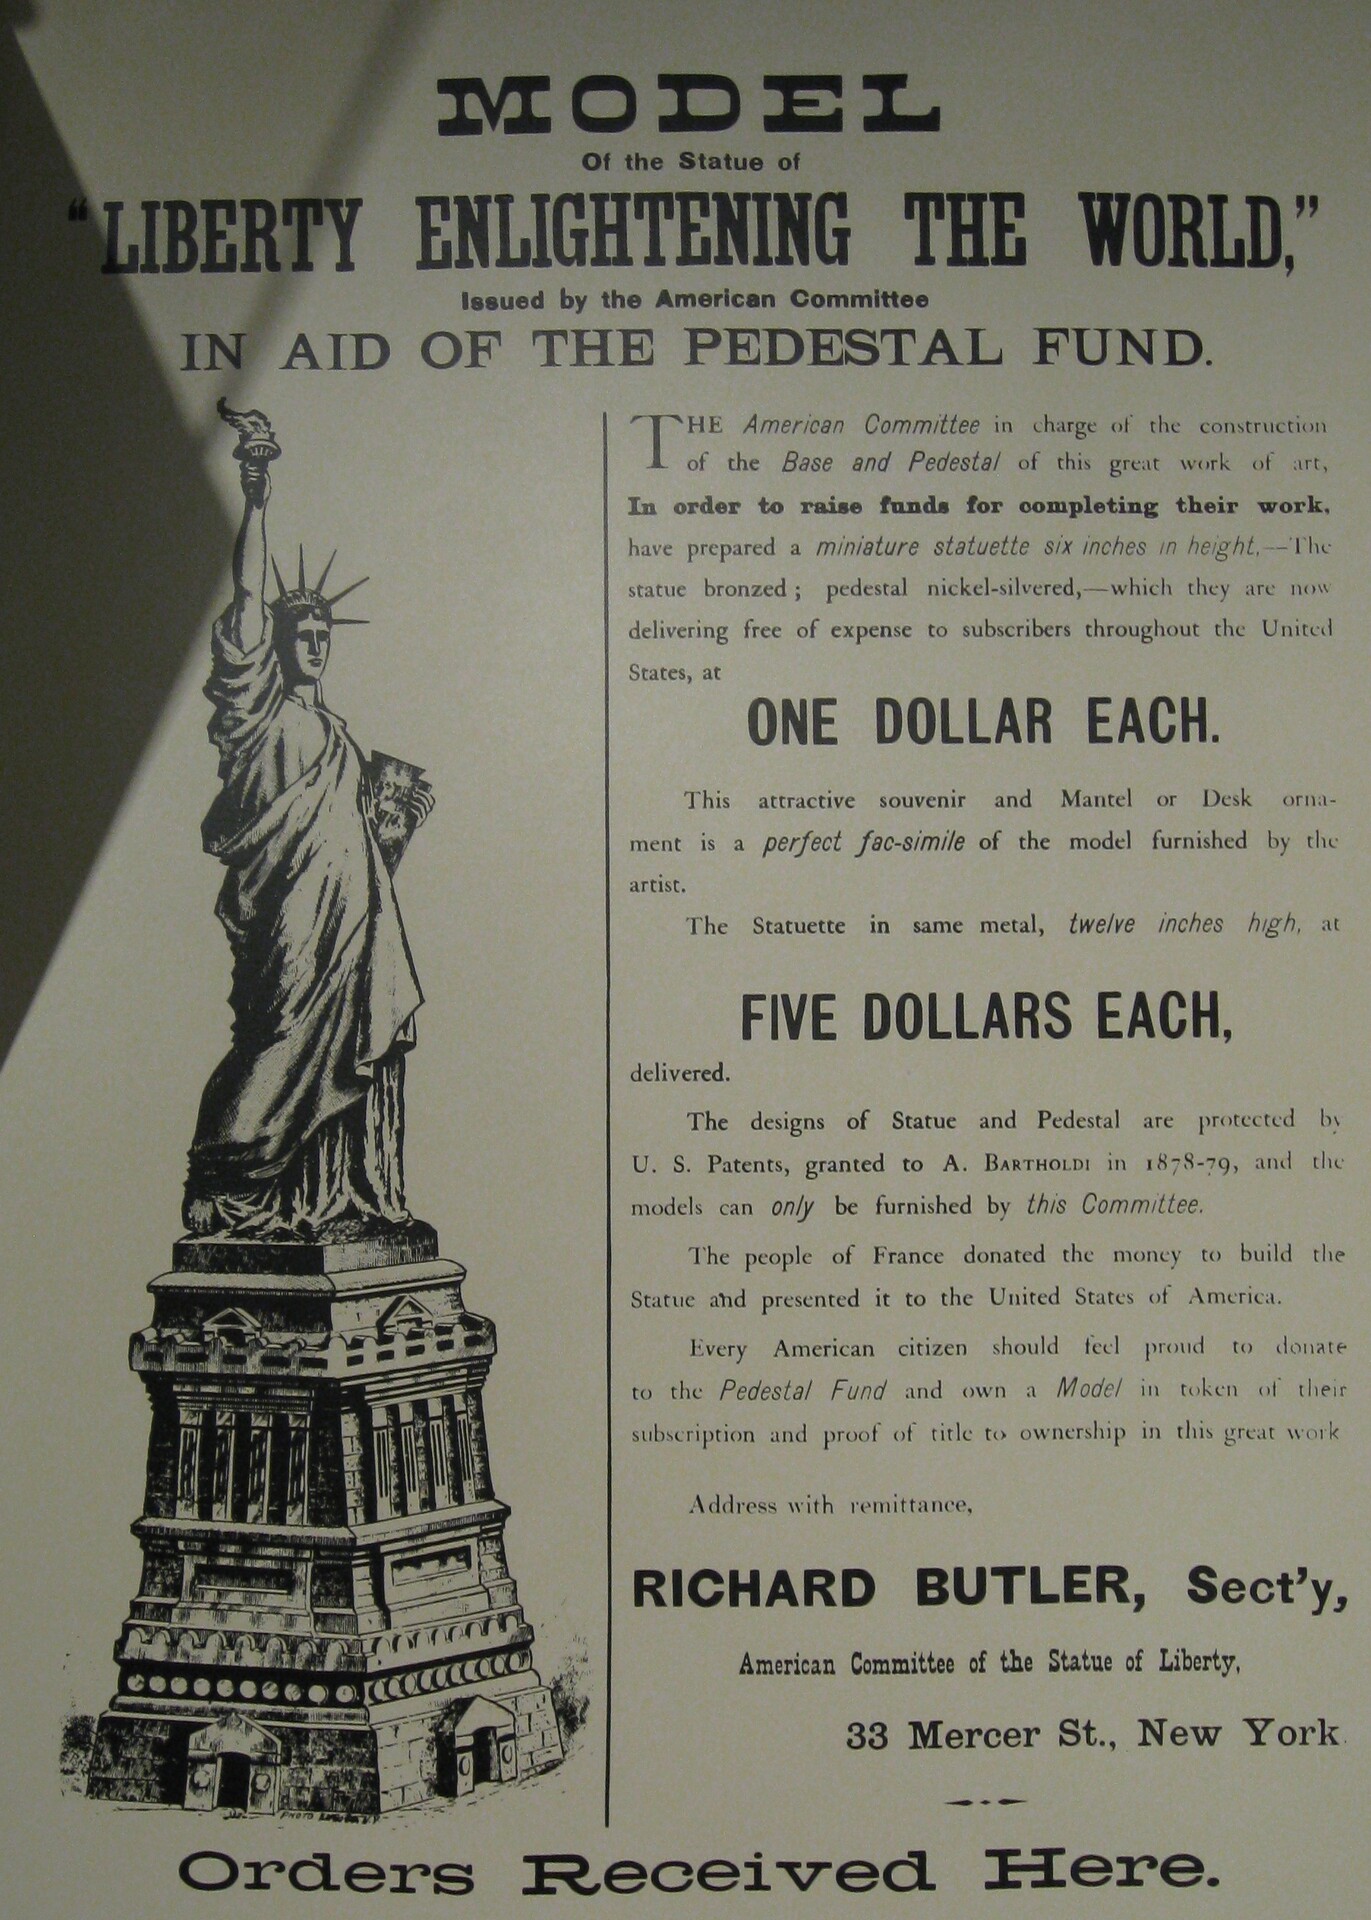 MODEL
Of the Statue of
“LIBERTY ENLIGHTENING THE WORLD,”
Issued by the American Committee
IN AID OF THE PEDESTAL FUND.
THE American Committee in charge of the construction
of the Base and Pedestal of this great work of art,
In order to raise funds for completing their work,
have prepared a miniature statuette six inches in height,—The
statue bronzed; pedestal nickel-silvered,—which they are now
delivering free of expense to subscribers throughout the United
States, at
ONE DOLLAR EACH.
This attractive souvenir and Mantel or Desk orna-
ment is a perfect fac-simile of the model furnished by the
artist.
The Statuette in same metal, twelve inches high, at
FIVE DOLLARS EACH,
delivered.
The designs of Statue and Pedestal are protected by
U. S. Patents, granted to A. BARTHOLDI in 1878-79, and the
models can only be furnished by this Committee.
The people of France donated the money to build the
Statue and presented it to the United States of America.
Every American citizen should feel proud to donate
to the Pedestal Fund and own a Model in token of their
subscription and proof of title to ownership in this great work
Address with remittance,
RICHARD BUTLER, Sect’y,
American Committee of the Statue of Liberty,
33 Mercer St., New York.
PHOTO
Orders Received Here.